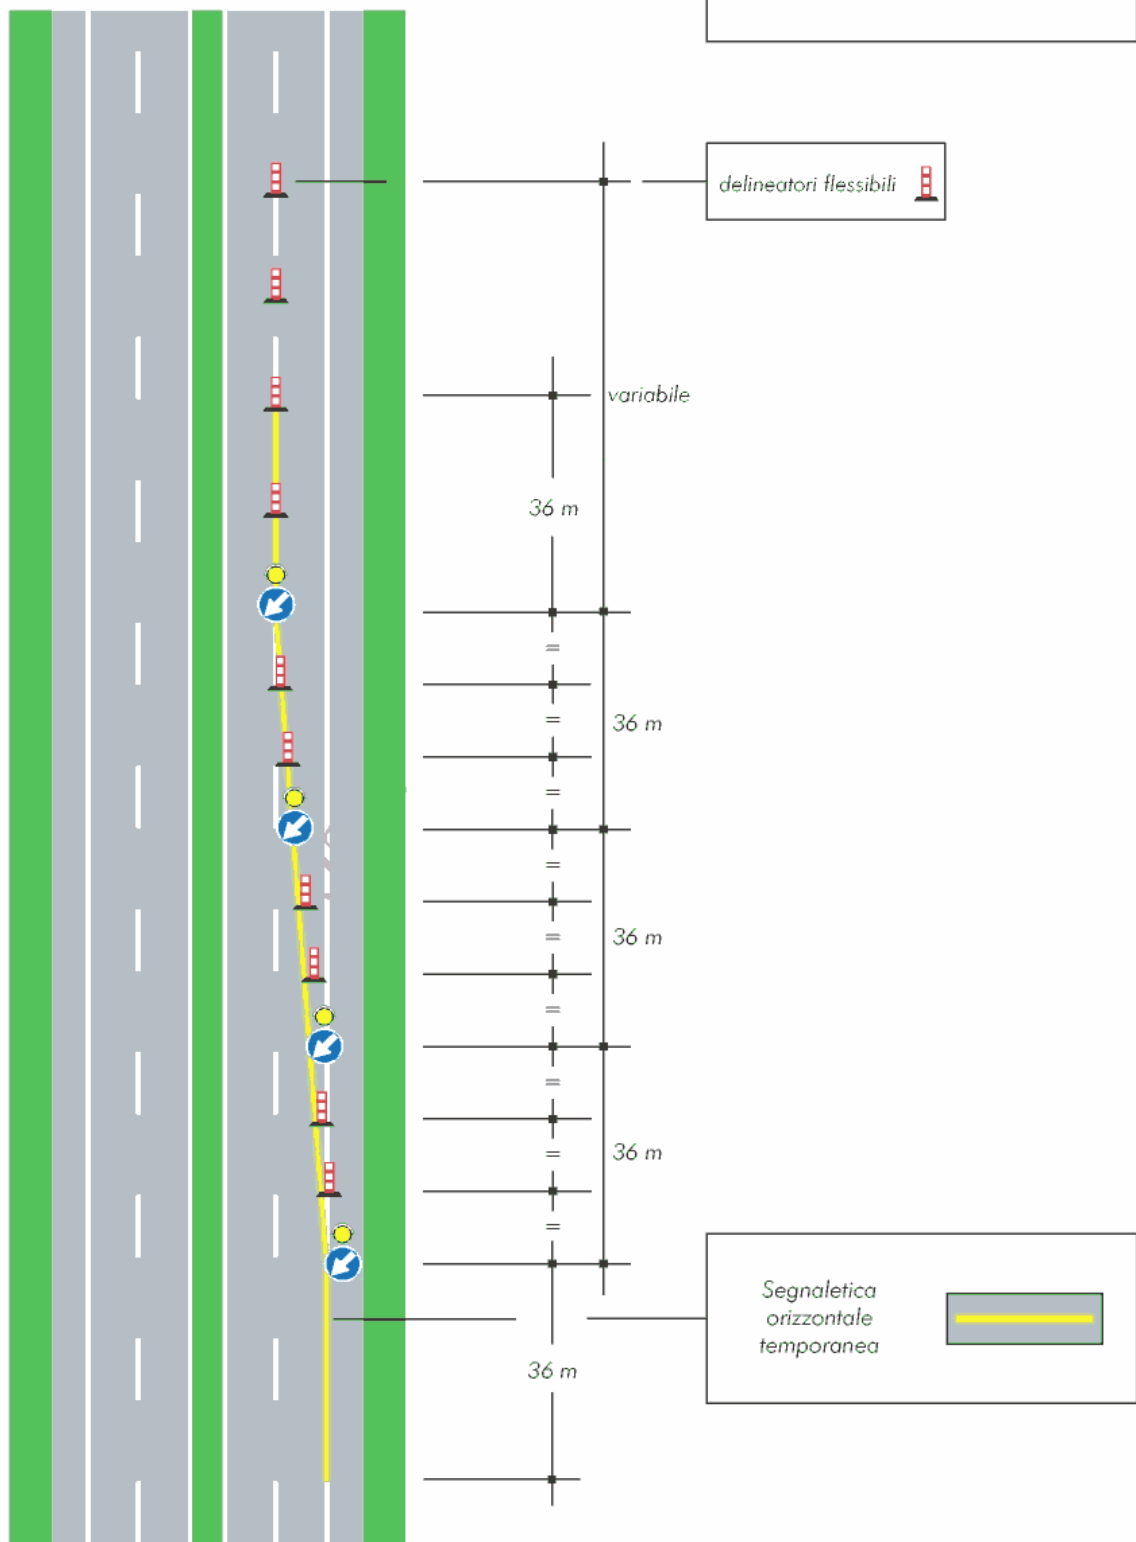 delineatori flessibili
variabile
36 m
=
=
36 m
=
=
=
36 m
=
=
=
36 m
=
Segnaletica
orizzontale
temporanea
36 m